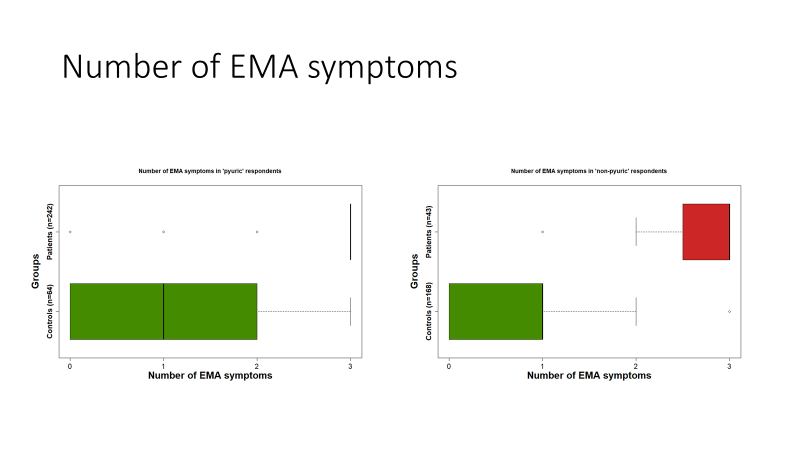 Number of EMA symptoms
Number of EMA symptoms in 'pyuric' respondents
Groups
Patients (n=242)
Controls (n=64)
0 1 2 3
Number of EMA symptoms
Number of EMA symptoms in 'non-pyuric' respondents
Groups
Patients (n=43)
Controls (n=168)
0 1 2 3
Number of EMA symptoms